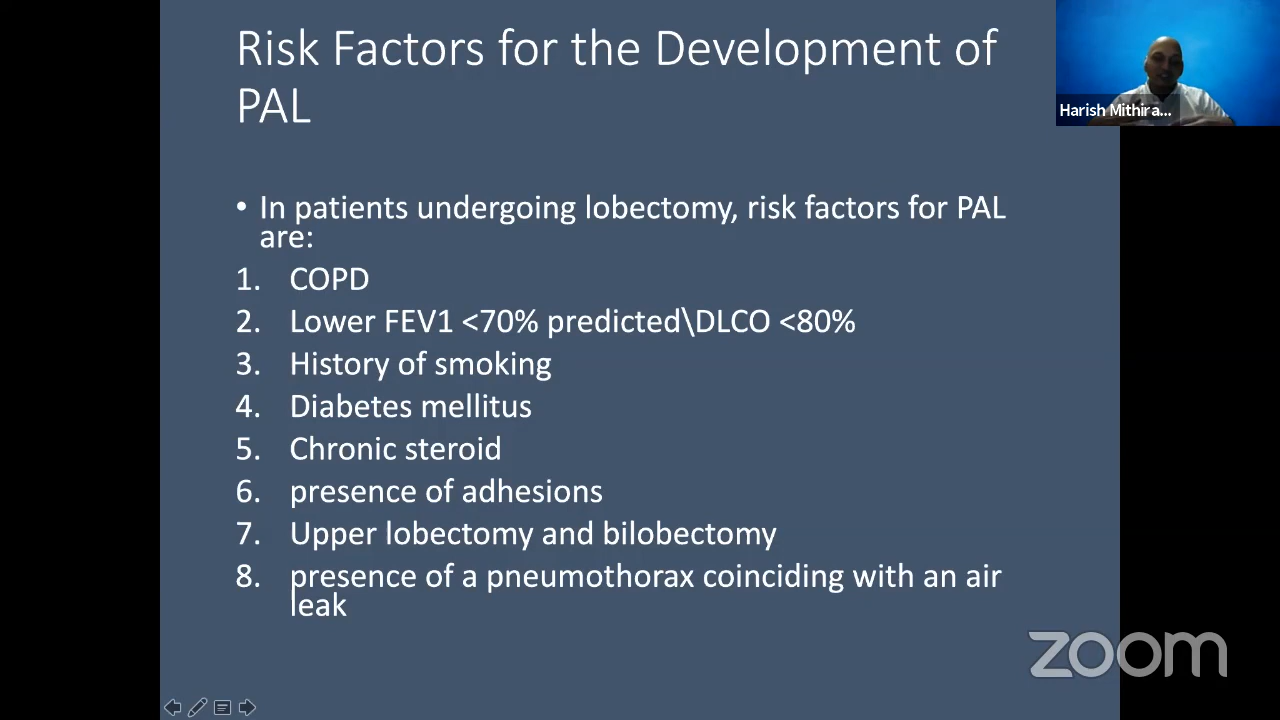 Risk Factors for the Development of
PAL
Harish Mithira...
• In patients undergoing lobectomy, risk factors for PAL
are:
1. COPD
2. Lower FEV1 <70% predicted\DLCO <80%
3. History of smoking
4. Diabetes mellitus
5. Chronic steroid
6. presence of adhesions
7. Upper lobectomy and bilobectomy
8. presence of a pneumothorax coinciding with an air
leak
zoom